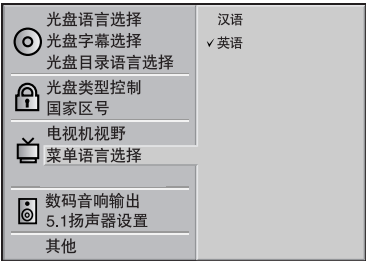 光盘语言选择
光盘字幕选择
光盘目录语言选择
光盘类型控制
国家区号
电视机视野
菜单语言选择
数码音响输出
5.1扬声器设置
其他
汉语
✓英语